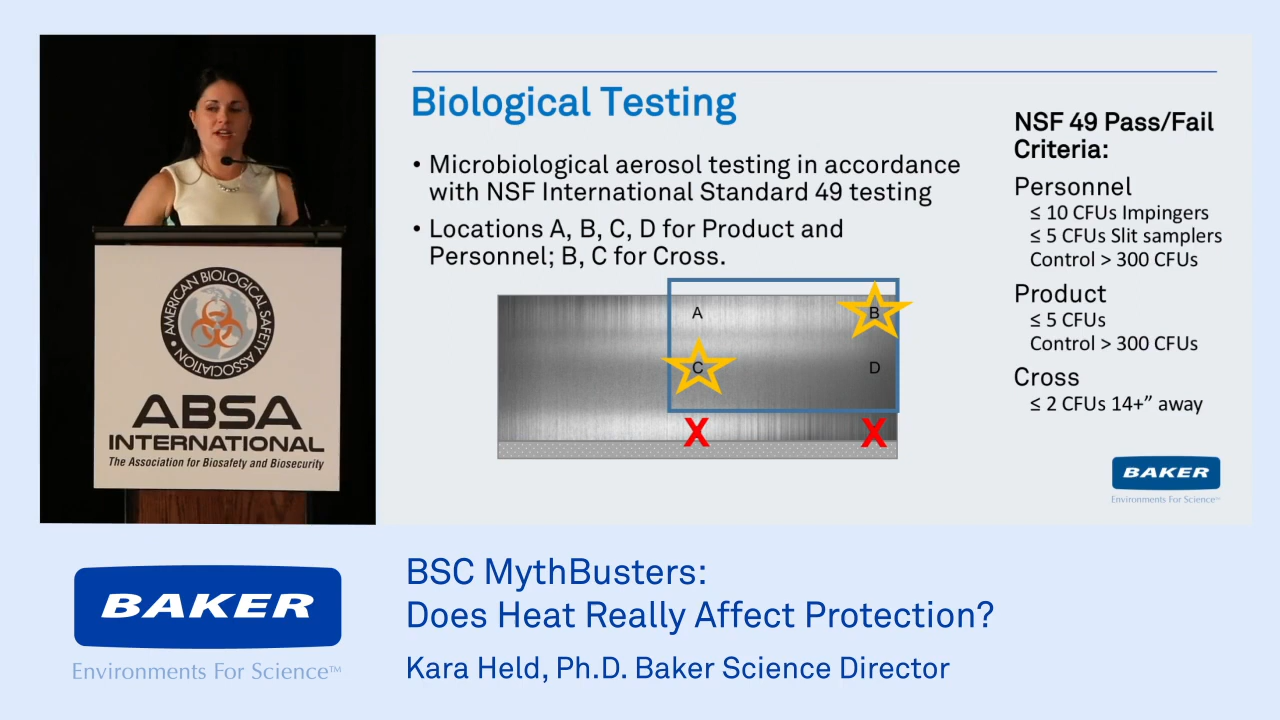 Biological Testing
• Microbiological aerosol testing in accordance
with NSF International Standard 49 testing
• Locations A, B, C, D for Product and
Personnel; B, C for Cross.
A
B
C
D
X
X
NSF 49 Pass/Fail
Criteria:
Personnel
≤ 10 CFUs Impingers
≤ 5 CFUs Slit samplers
Control > 300 CFUs
Product
≤ 5 CFUs
Control > 300 CFUs
Cross
≤ 2 CFUs 14+” away
BAKER
Environments For Science™
AMERICAN BIOLOGICAL SAFETY ASSOCIATION •
ABSA
INTERNATIONAL
The Association for Biosafety and Biosecurity
BAKER
Environments For Science™
BSC MythBusters:
Does Heat Really Affect Protection?
Kara Held, Ph.D. Baker Science Director